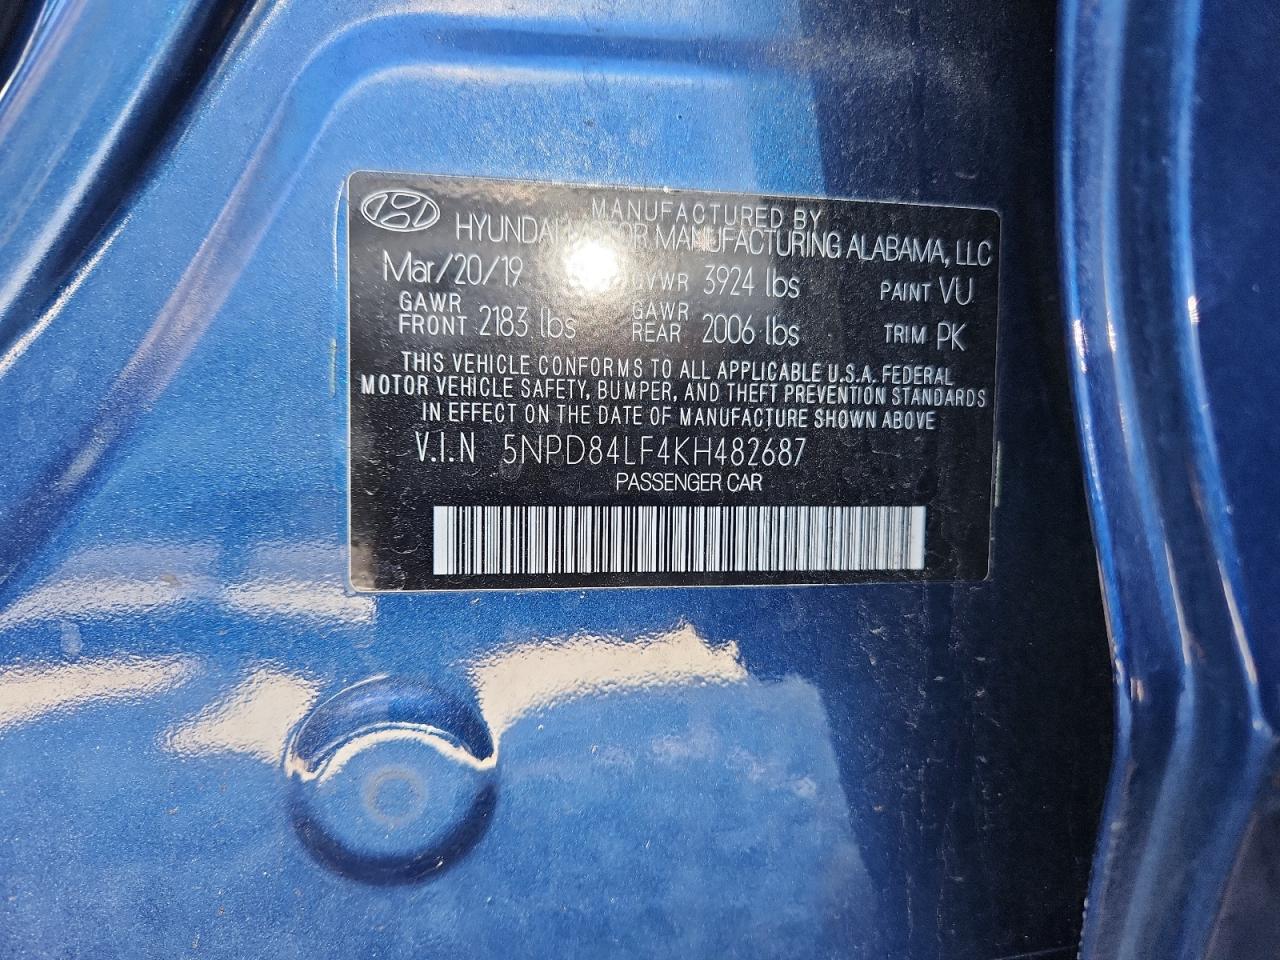 MANUFACTURED BY
HYUNDAI MOTOR MANUFACTURING ALABAMA, LLC
Mar/20/19 GVWR 3924 lbs PAINT VU
GAWR FRONT 2183 lbs GAWR REAR 2006 lbs TRIM PK
THIS VEHICLE CONFORMS TO ALL APPLICABLE U.S.A. FEDERAL
MOTOR VEHICLE SAFETY, BUMPER, AND THEFT PREVENTION STANDARDS
IN EFFECT ON THE DATE OF MANUFACTURE SHOWN ABOVE
V.I.N 5NPD84LF4KH482687
PASSENGER CAR